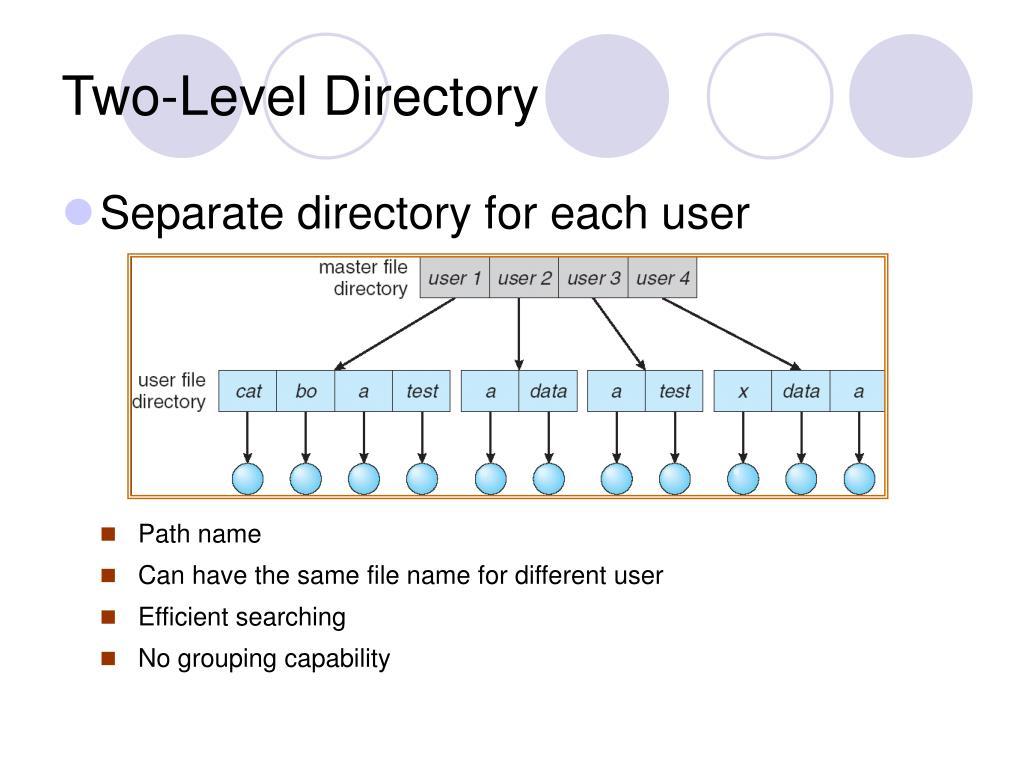 Two-Level Directory
Separate directory for each user
master file
directory
user 1 user 2 user 3 user 4
user file
directory
cat bo a test a data a test x data a
Path name
Can have the same file name for different user
Efficient searching
No grouping capability